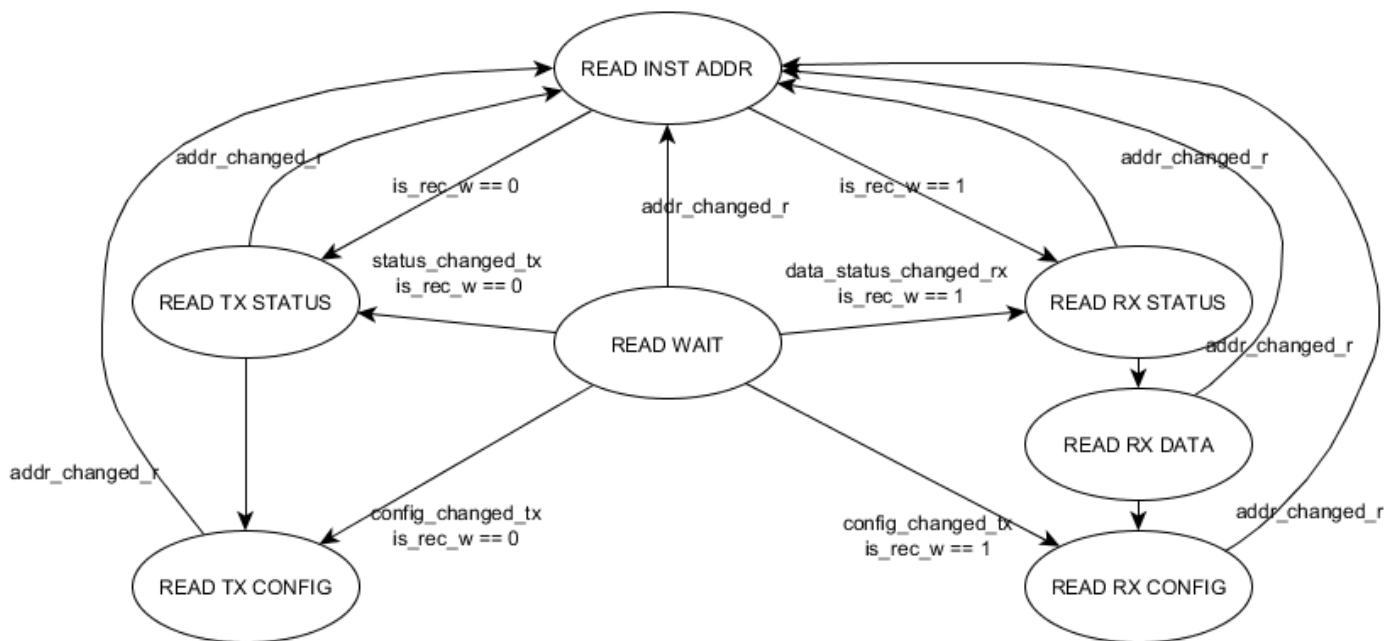 READ INST ADDR
addr_changed_r
addr_changed_r
is_rec_w == 0
is_rec_w == 1
addr_changed_r
status_changed_tx
is_rec_w == 0
data_status_changed_rx
is_rec_w == 1
READ TX STATUS
READ RX STATUS
READ WAIT
addr_changed_r
READ RX DATA
addr_changed_r
config_changed_tx
is_rec_w == 0
config_changed_tx
is_rec_w == 1
addr_changed_r
READ TX CONFIG
READ RX CONFIG